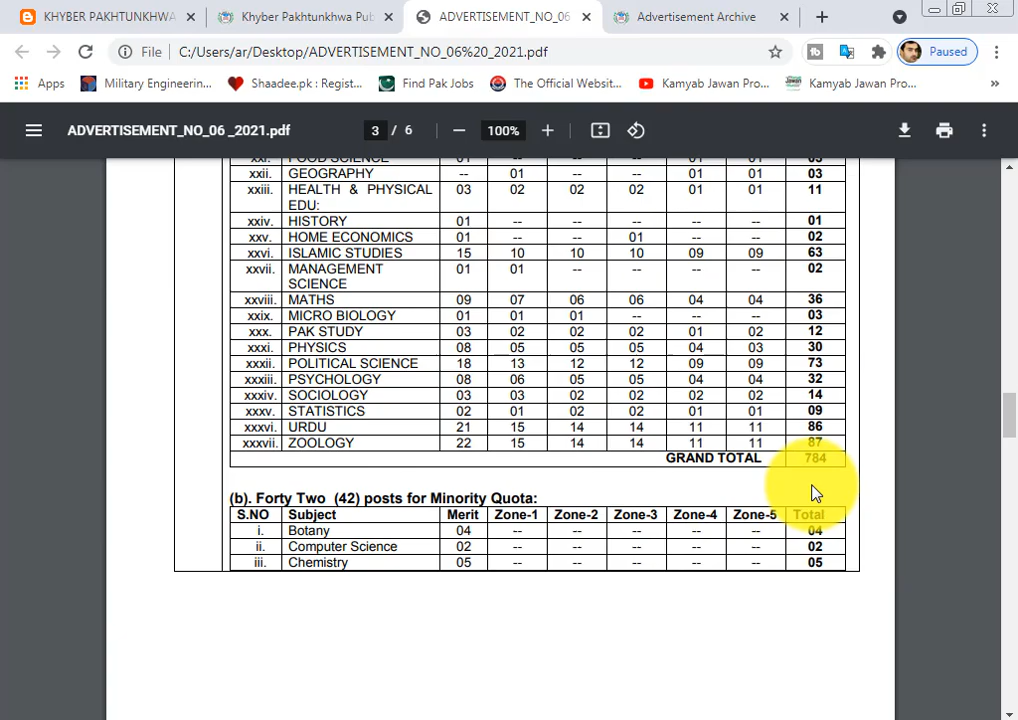 KHYBER PAKHTUNKHWA
Khyber Pakhtunkhwa Pub
ADVERTISEMENT_NO_06
Advertisement Archive
File C:/Users/ar/Desktop/ADVERTISEMENT_NO_06%20_2021.pdf
Paused
Apps Military Engineerin... Shaadee.pk : Regist... Find Pak Jobs The Official Websit... Kamyab Jawan Pro... Kamyab Jawan Pro... »
ADVERTISEMENT_NO_06 _2021.pdf 3 / 6 100%
xxi. FOOD SCIENCE 01 -- -- -- 01 01 03
xxii. GEOGRAPHY -- 01 -- -- 01 01 03
xxiii. HEALTH & PHYSICAL 03 02 02 02 01 01 11
EDU:
xxiv. HISTORY 01 -- -- -- -- -- 01
xxv. HOME ECONOMICS 01 -- -- 01 -- -- 02
xxvi. ISLAMIC STUDIES 15 10 10 10 09 09 63
xxvii. MANAGEMENT 01 01 -- -- -- -- 02
SCIENCE
xxviii. MATHS 09 07 06 06 04 04 36
xxix. MICRO BIOLOGY 01 01 01 -- -- -- 03
xxx. PAK STUDY 03 02 02 02 01 02 12
xxxi. PHYSICS 08 05 05 05 04 03 30
xxxii. POLITICAL SCIENCE 18 13 12 12 09 09 73
xxxiii. PSYCHOLOGY 08 06 05 05 04 04 32
xxxiv. SOCIOLOGY 03 03 02 02 02 02 14
xxxv. STATISTICS 02 01 02 02 01 01 09
xxxvi. URDU 21 15 14 14 11 11 86
xxxvii. ZOOLOGY 22 15 14 14 11 11 87
GRAND TOTAL 784
(b). Forty Two (42) posts for Minority Quota:
S.NO Subject Merit Zone-1 Zone-2 Zone-3 Zone-4 Zone-5 Total
i. Botany 04 -- -- -- -- -- 04
ii. Computer Science 02 -- -- -- -- -- 02
iii. Chemistry 05 -- -- -- -- -- 05